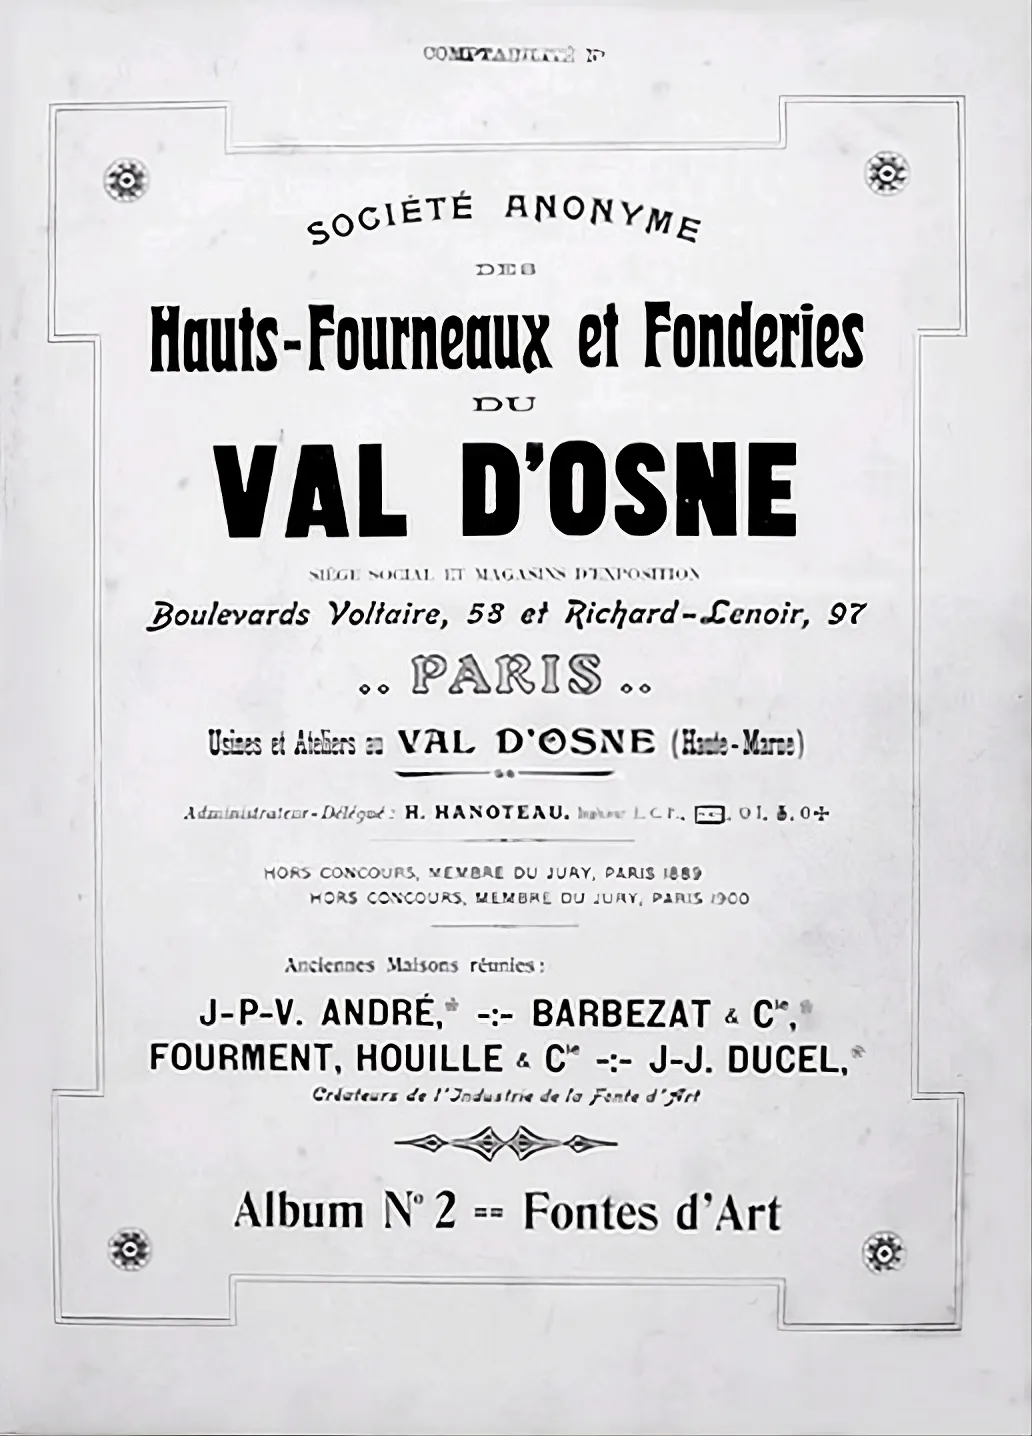 COMPTABILITÉ Nº
SOCIÉTÉ ANONYME
DES
Hauts-Fourneaux et Fonderies
DU
VAL D'OSNE
SIÈGE SOCIAL ET MAGASINS D'EXPOSITION
Boulevards Voltaire, 58 et Richard-Lenoir, 97
PARIS
Usines et Ateliers au VAL D'OSNE (Haute-Marne)
Administrateur-Délégué: H. HANOTEAU. O I.
HORS CONCOURS, MEMBRE DU JURY, PARIS 1889
HORS CONCOURS, MEMBRE DU JURY, PARIS 1900
Anciennes Maisons réunies:
J-P-V. ANDRÉ,* -:- BARBEZAT & Cie,*
FOURMENT, HOUILLE & Cie -:- J-J. DUCEL,*
Créateurs de l'Industrie de la Fonte d'Art
Album Nº 2 == Fontes d'Art